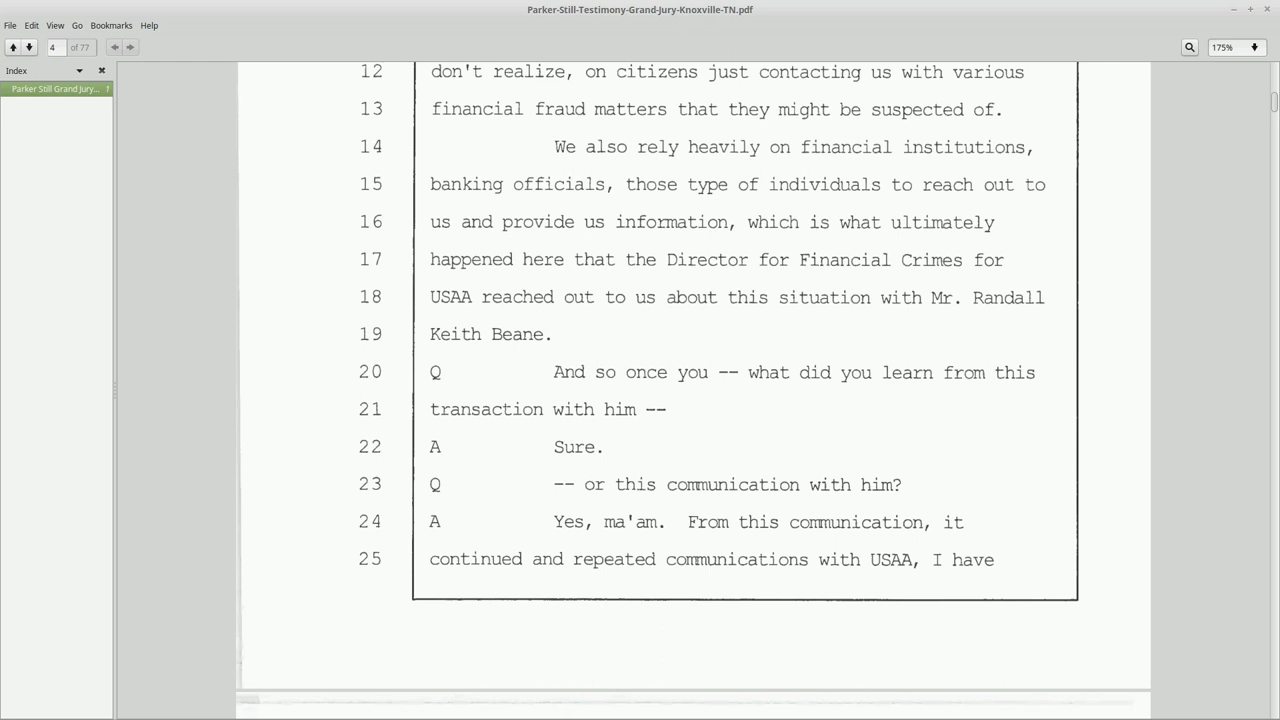 Parker-Still-Testimony-Grand-Jury-Knoxville-TN.pdf
File Edit View Go Bookmarks Help
4 of 77 175%
Index
Parker Still Grand Jury... 1
12 don't realize, on citizens just contacting us with various
13 financial fraud matters that they might be suspected of.
14 We also rely heavily on financial institutions,
15 banking officials, those type of individuals to reach out to
16 us and provide us information, which is what ultimately
17 happened here that the Director for Financial Crimes for
18 USAA reached out to us about this situation with Mr. Randall
19 Keith Beane.
20 Q And so once you -- what did you learn from this
21 transaction with him --
22 A Sure.
23 Q -- or this communication with him?
24 A Yes, ma'am. From this communication, it
25 continued and repeated communications with USAA, I have